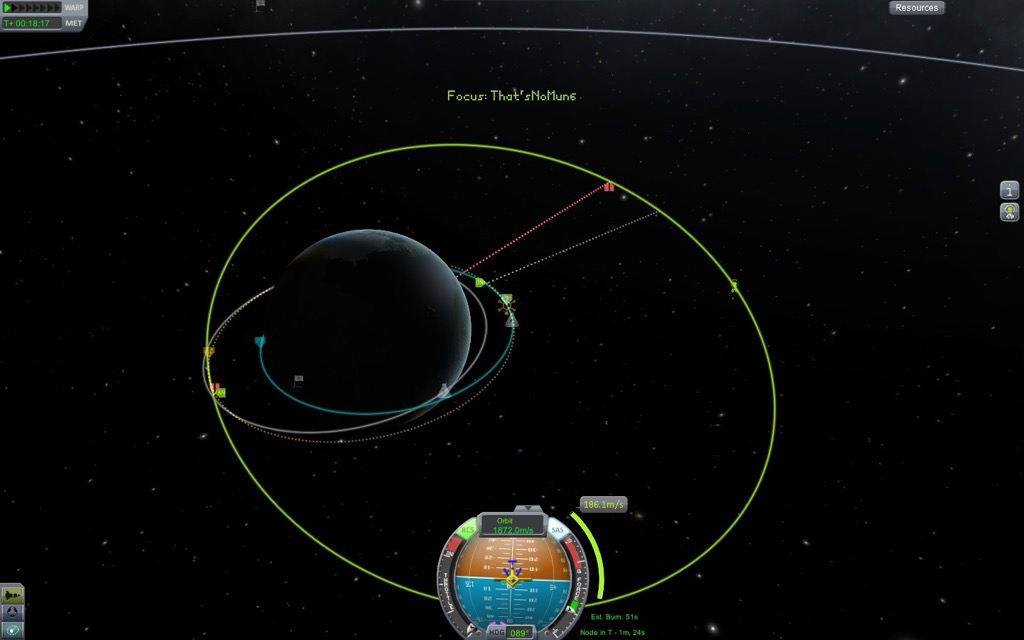 WARP
T+ 00:18:17 MET
Resources
Focus: That'sNoMune
i
186.1m/s
Orbit
RCS 1872.0m/s SAS
HDG 089°
Est. Burn: 51s
Node in T - 1m, 24s